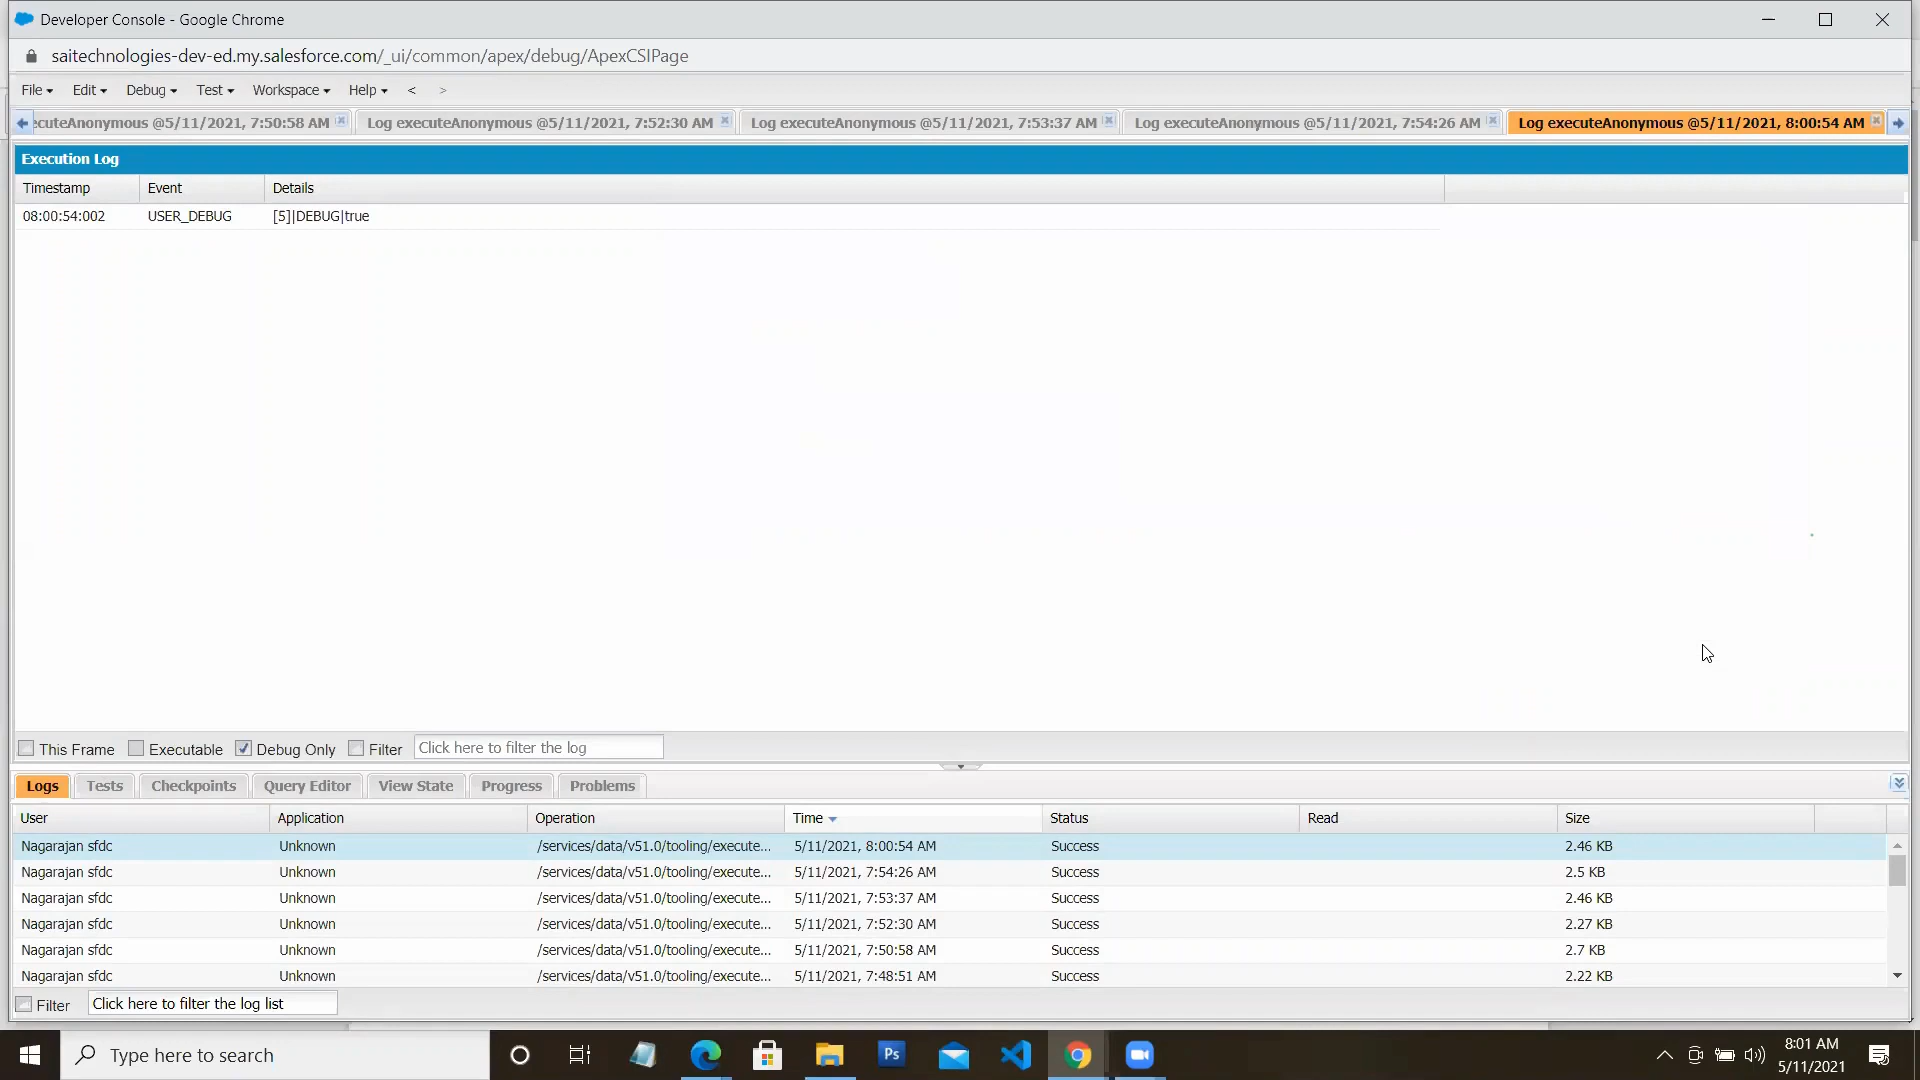 Developer Console - Google Chrome
saitechnologies-dev-ed.my.salesforce.com/_ui/common/apex/debug/ApexCSIPage
File Edit Debug Test Workspace Help < >
ecuteAnonymous @5/11/2021, 7:50:58 AM Log executeAnonymous @5/11/2021, 7:52:30 AM Log executeAnonymous @5/11/2021, 7:53:37 AM Log executeAnonymous @5/11/2021, 7:54:26 AM Log executeAnonymous @5/11/2021, 8:00:54 AM
Execution Log
Timestamp Event Details
08:00:54:002 USER_DEBUG [5]|DEBUG|true
This Frame Executable Debug Only Filter Click here to filter the log
Logs Tests Checkpoints Query Editor View State Progress Problems
User Application Operation Time Status Read Size
Nagarajan sfdc Unknown /services/data/v51.0/tooling/execute... 5/11/2021, 8:00:54 AM Success 2.46 KB
Nagarajan sfdc Unknown /services/data/v51.0/tooling/execute... 5/11/2021, 7:54:26 AM Success 2.5 KB
Nagarajan sfdc Unknown /services/data/v51.0/tooling/execute... 5/11/2021, 7:53:37 AM Success 2.46 KB
Nagarajan sfdc Unknown /services/data/v51.0/tooling/execute... 5/11/2021, 7:52:30 AM Success 2.27 KB
Nagarajan sfdc Unknown /services/data/v51.0/tooling/execute... 5/11/2021, 7:50:58 AM Success 2.7 KB
Nagarajan sfdc Unknown /services/data/v51.0/tooling/execute... 5/11/2021, 7:48:51 AM Success 2.22 KB
Filter Click here to filter the log list
Type here to search Ps 8:01 AM
5/11/2021